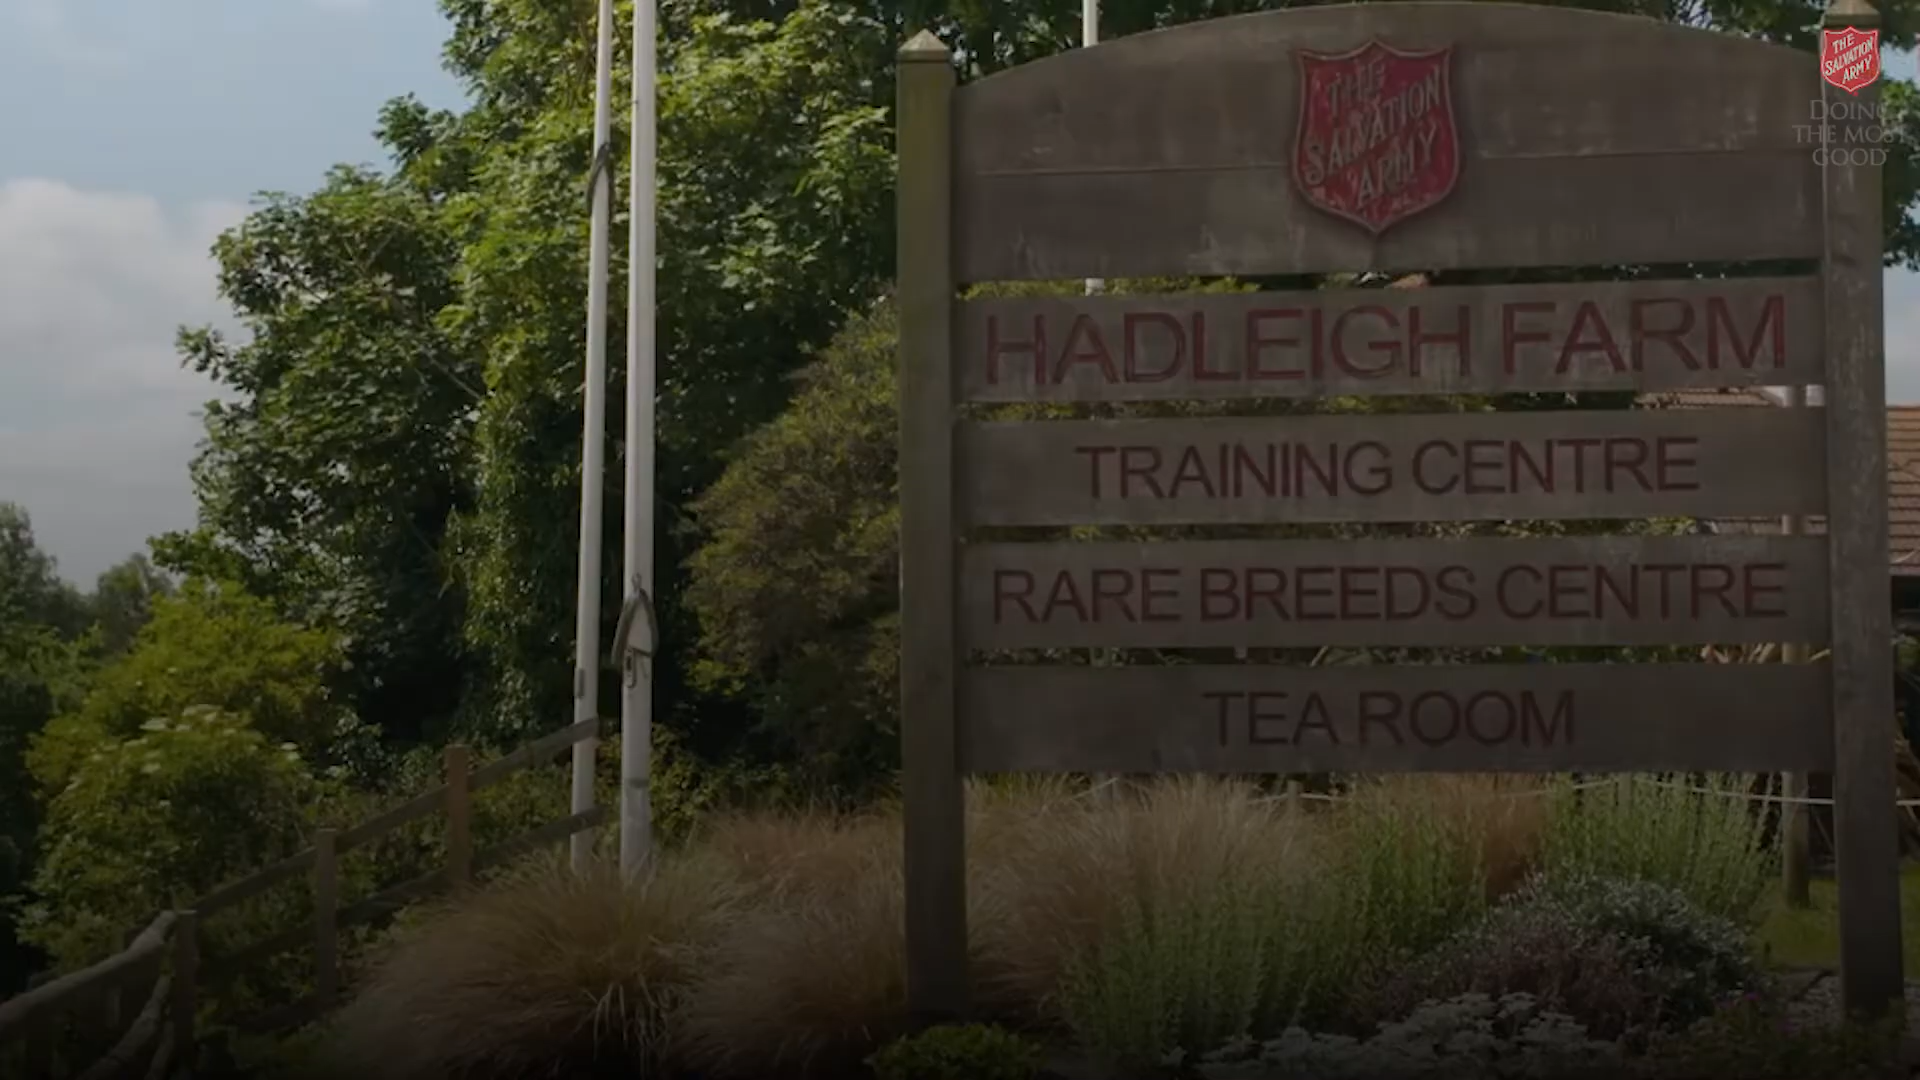 THE
SALVATION
ARMY
HADLEIGH FARM
TRAINING CENTRE
RARE BREEDS CENTRE
TEA ROOM
THE
SALVATION
ARMY
DOING
THE MOST
GOOD